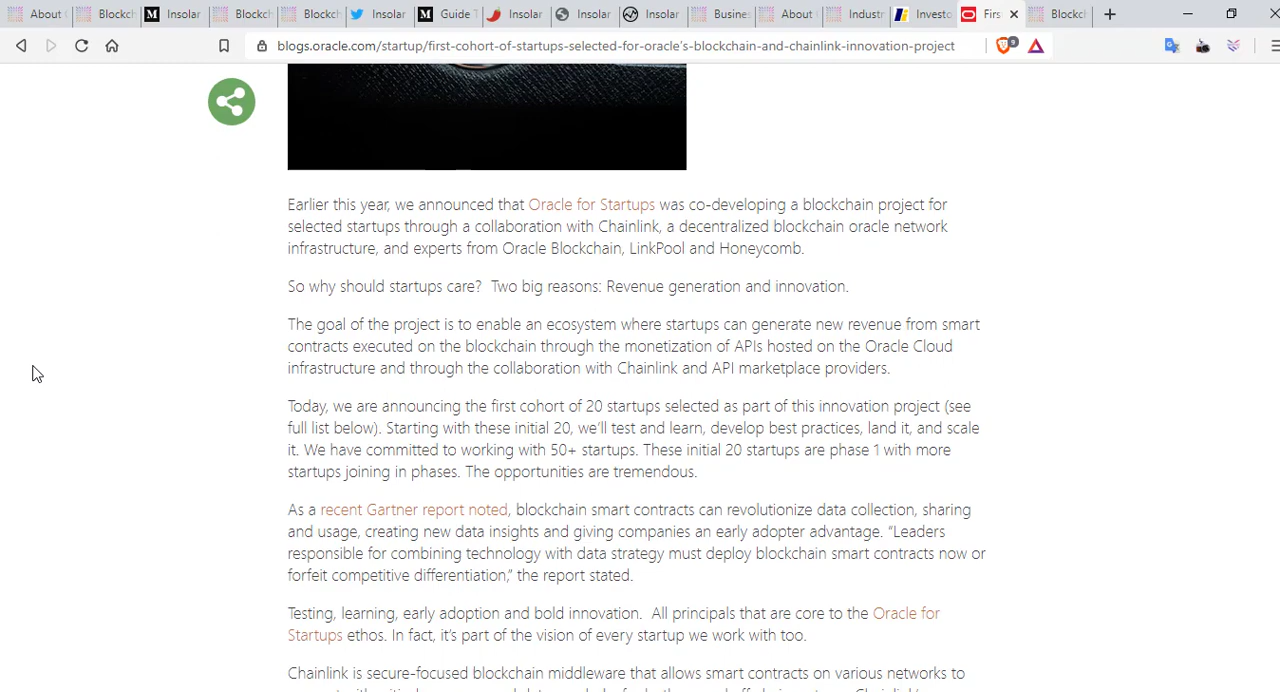 About
Blockch
Insolar
Blockch
Blockch
Insolar
Guide T
Insolar
Insolar
Insolar
Busines
About
Industr
Investo
Firs
Blockc
blogs.oracle.com/startup/first-cohort-of-startups-selected-for-oracle's-blockchain-and-chainlink-innovation-project
9
Earlier this year, we announced that Oracle for Startups was co-developing a blockchain project for
selected startups through a collaboration with Chainlink, a decentralized blockchain oracle network
infrastructure, and experts from Oracle Blockchain, LinkPool and Honeycomb.
So why should startups care?  Two big reasons: Revenue generation and innovation.
The goal of the project is to enable an ecosystem where startups can generate new revenue from smart
contracts executed on the blockchain through the monetization of APIs hosted on the Oracle Cloud
infrastructure and through the collaboration with Chainlink and API marketplace providers.
Today, we are announcing the first cohort of 20 startups selected as part of this innovation project (see
full list below). Starting with these initial 20, we'll test and learn, develop best practices, land it, and scale
it. We have committed to working with 50+ startups. These initial 20 startups are phase 1 with more
startups joining in phases. The opportunities are tremendous.
As a recent Gartner report noted, blockchain smart contracts can revolutionize data collection, sharing
and usage, creating new data insights and giving companies an early adopter advantage. "Leaders
responsible for combining technology with data strategy must deploy blockchain smart contracts now or
forfeit competitive differentiation," the report stated.
Testing, learning, early adoption and bold innovation.  All principals that are core to the Oracle for
Startups ethos. In fact, it's part of the vision of every startup we work with too.
Chainlink is secure-focused blockchain middleware that allows smart contracts on various networks to